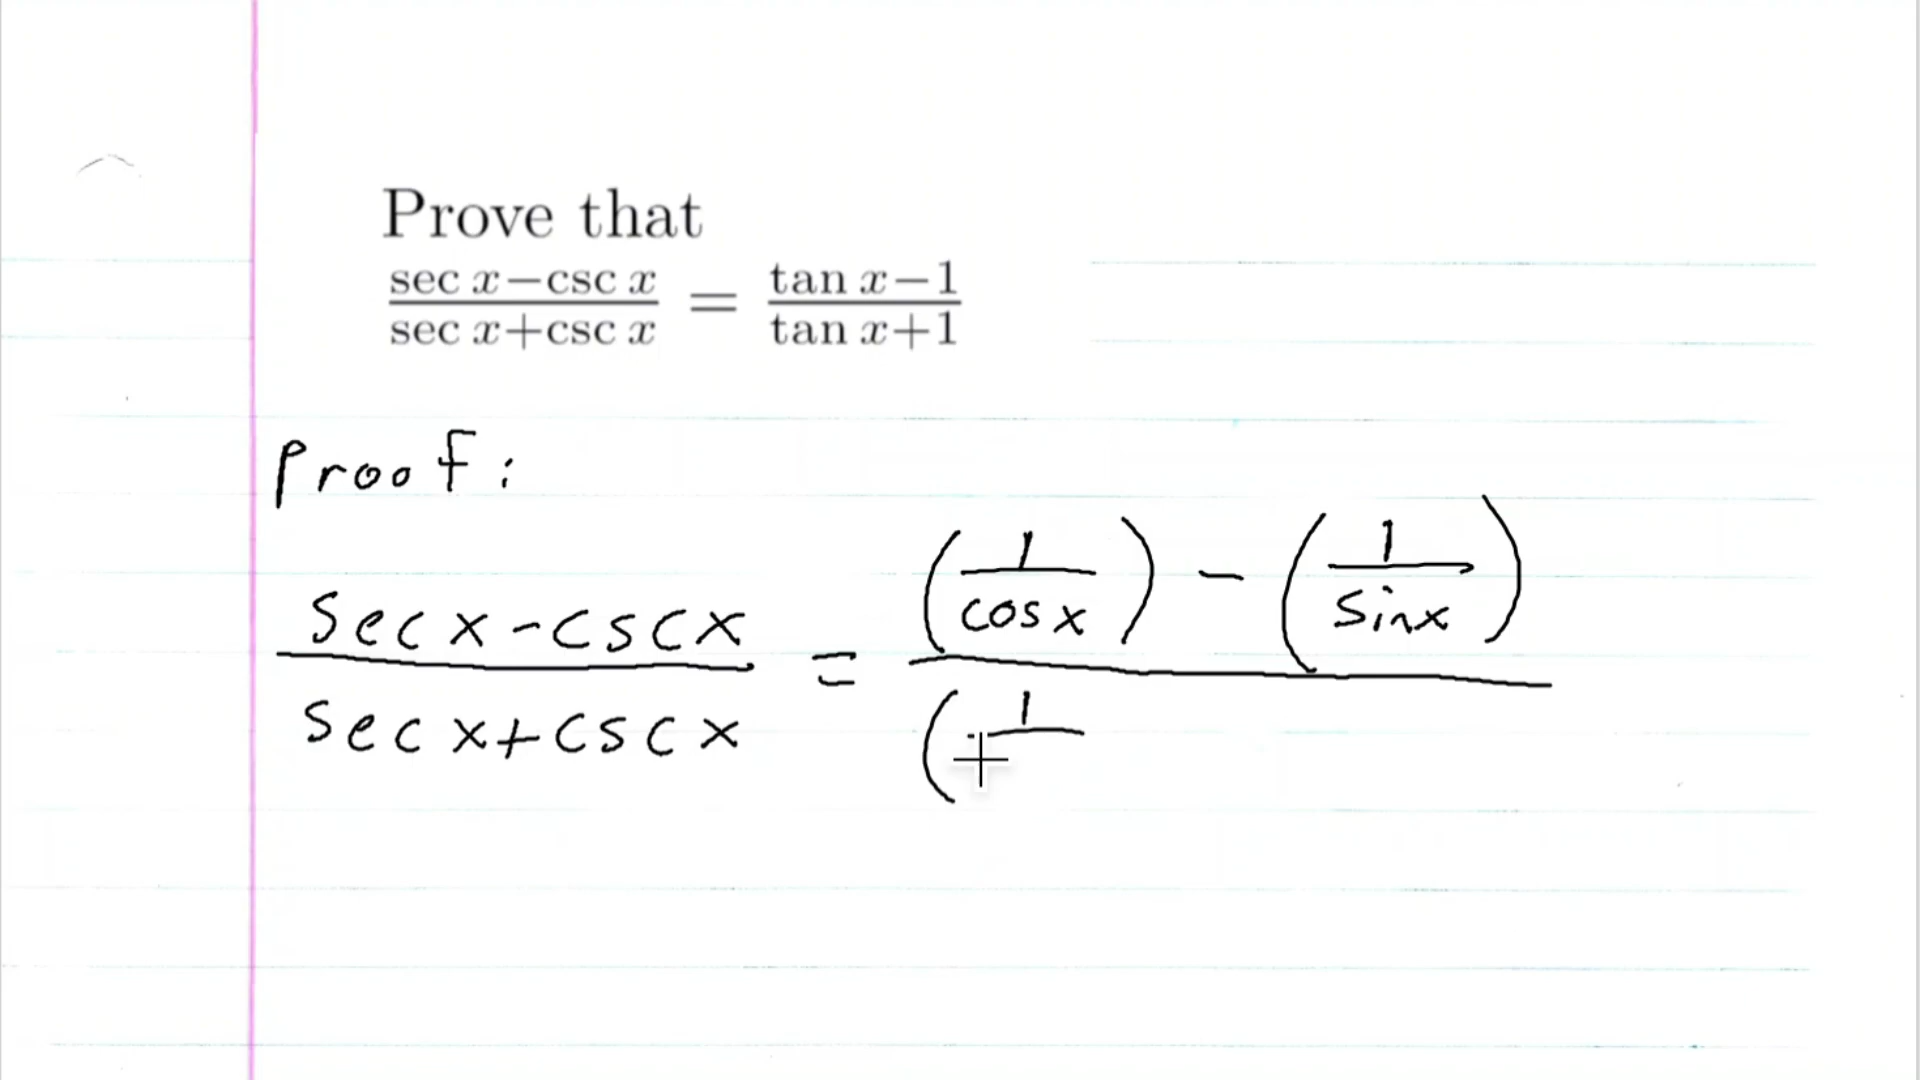 Prove that
sec x−csc x / sec x+csc x = tan x−1 / tan x+1
Proof:
sec x - csc x / sec x + csc x = (1 / cos x) - (1 / sin x) / (1